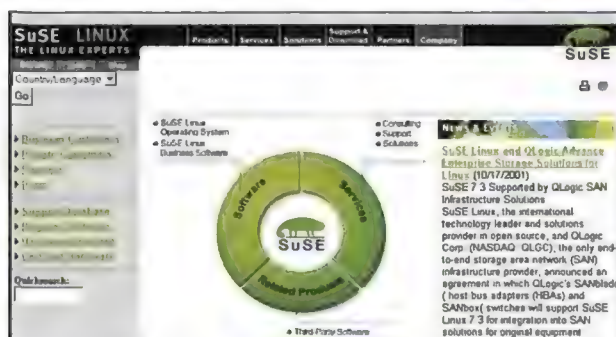 SuSE LINUX
THE LINUX EXPERTS
Products Services Solutions Support & Download Partners Company
SuSE
Country/Language
Go
Quicksearch:
SuSE Linux
Operating System
SuSE Linux
Business Software
Consulting
Support
Solutions
Software
Services
SuSE
Related Products
Third-Party Software
News & Events
SuSE Linux and QLogic Advance
Enterprise Storage Solutions for
Linux (10/17/2001)
SuSE 7 3 Supported by QLogic SAN
Infrastructure Solutions
SuSE Linux, the international
technology leader and solutions
provider in open source, and QLogic
Corp (NASDAQ QLGC), the only end-
to-end storage area network (SAN)
infrastructure provider, announced an
agreement in which QLogic's SANblade
( host bus adapters (HBAs) and
SANbox( switches will support SuSE
Linux 7 3 for integration into SAN
solutions for original equipment